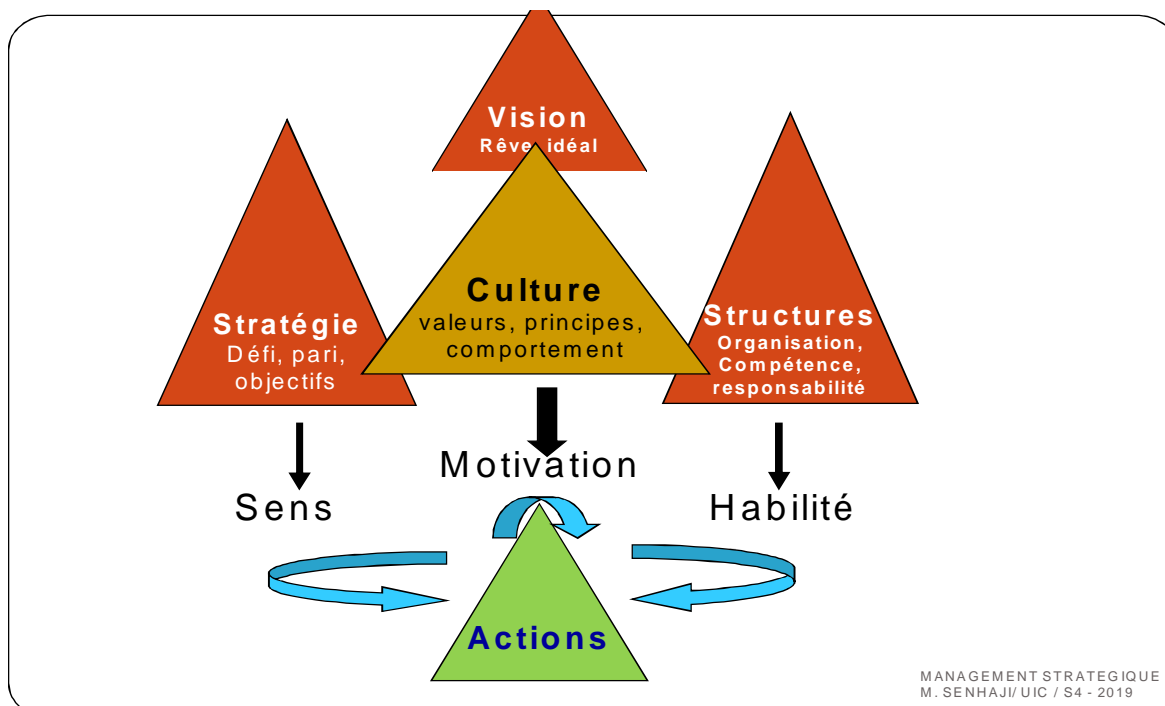 Vision
Rêve, idéal
Culture
valeurs, principes,
comportement
Stratégie
Défi, pari,
objectifs
Structures
Organisation,
Compétence,
responsabilité
Motivation
Sens
Habilité
Actions
MANAGEMENT STRATEGIQUE
M. SENHAJI/ UIC / S4 - 2019